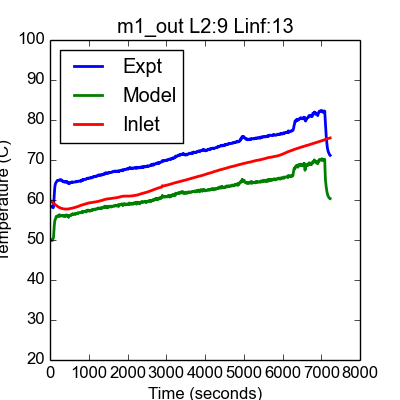 m1_out L2:9 Linf:13
100
90
80
70
60
50
40
30
20
Temperature (C)
Expt
Model
Inlet
0 1000 2000 3000 4000 5000 6000 7000 8000
Time (seconds)